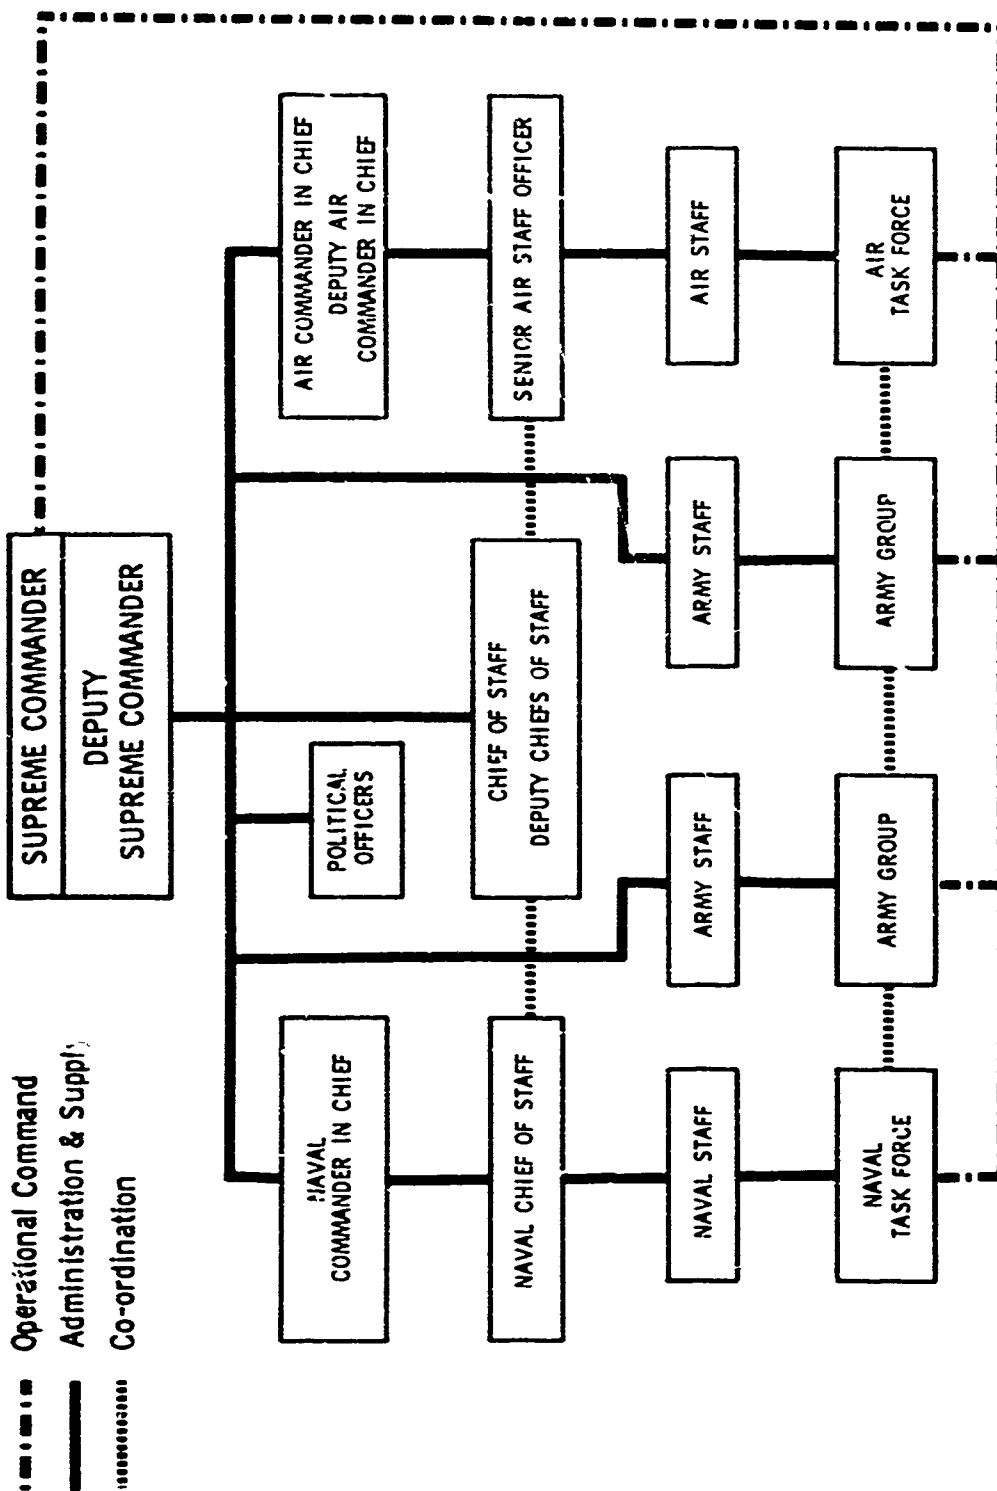 Operational Command
Administration & Supply
Co-ordination
SUPREME COMMANDER
DEPUTY
SUPREME COMMANDER
NAVAL
COMMANDER IN CHIEF
POLITICAL
OFFICERS
AIR COMMANDER IN CHIEF
DEPUTY AIR
COMMANDER IN CHIEF
NAVAL CHIEF OF STAFF
CHIEF OF STAFF
DEPUTY CHIEFS OF STAFF
SENIOR AIR STAFF OFFICER
NAVAL STAFF
ARMY STAFF
ARMY STAFF
AIR STAFF
NAVAL
TASK FORCE
ARMY GROUP
ARMY GROUP
AIR
TASK FORCE